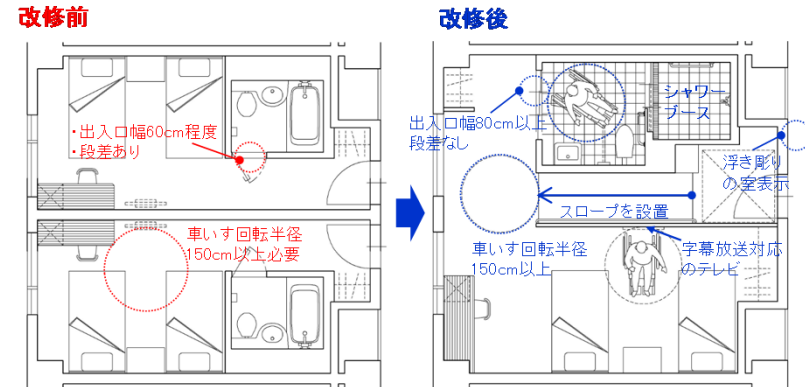 改修前
・出入口幅60cm程度
・段差あり
車いす回転半径
150cm以上必要
改修後
シャワー
ブース
出入口幅80cm以上
段差なし
浮き彫り
の室表示
スロープを設置
車いす回転半径
150cm以上
字幕放送対応
のテレビ